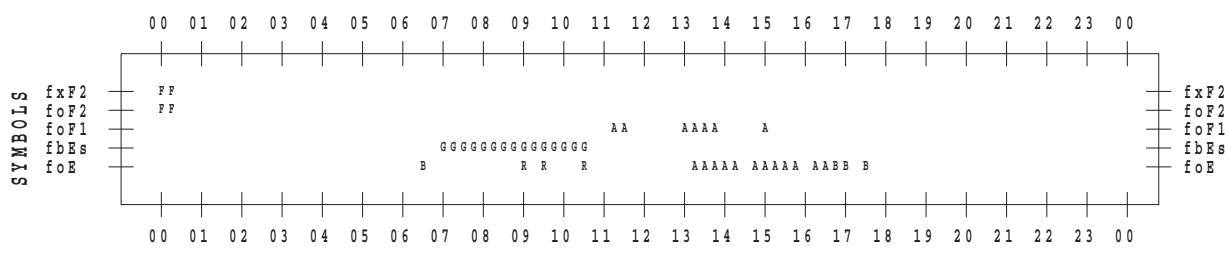 00 01 02 03 04 05 06 07 08 09 10 11 12 13 14 15 16 17 18 19 20 21 22 23 00
SYMBOLS
fxF2 FF fxF2
foF2 FF foF2
foF1 AA AAAA A foF1
fbEs GGGGGGGGGGGGGGG fbEs
foE B R R R AAAAA AAAAA AABB B foE
00 01 02 03 04 05 06 07 08 09 10 11 12 13 14 15 16 17 18 19 20 21 22 23 00